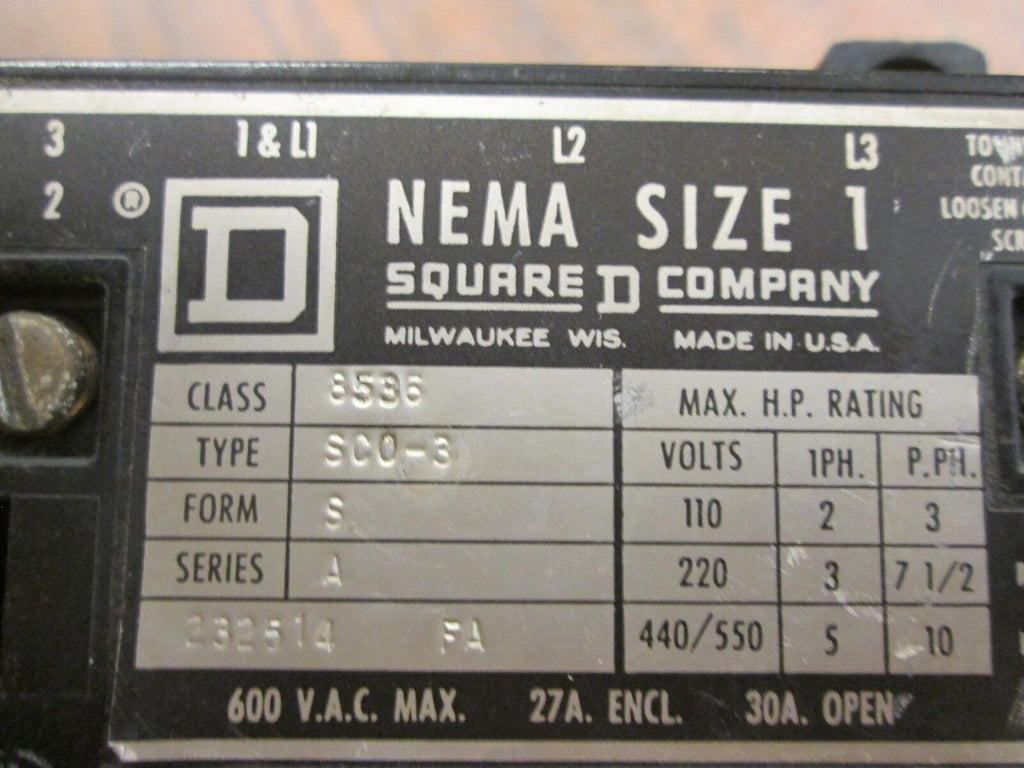 3 1 & L1 L2 L3
2 ® D NEMA SIZE 1
LOOSEN
SQUARE D COMPANY
MILWAUKEE WIS. MADE IN U.S.A.
CLASS 8536 MAX. H.P. RATING
TYPE SCO-3 VOLTS 1PH. P.PH.
FORM S 110 2 3
SERIES A 220 3 7 1/2
232514 FA 440/550 5 10
600 V.A.C. MAX. 27A. ENCL. 30A. OPEN